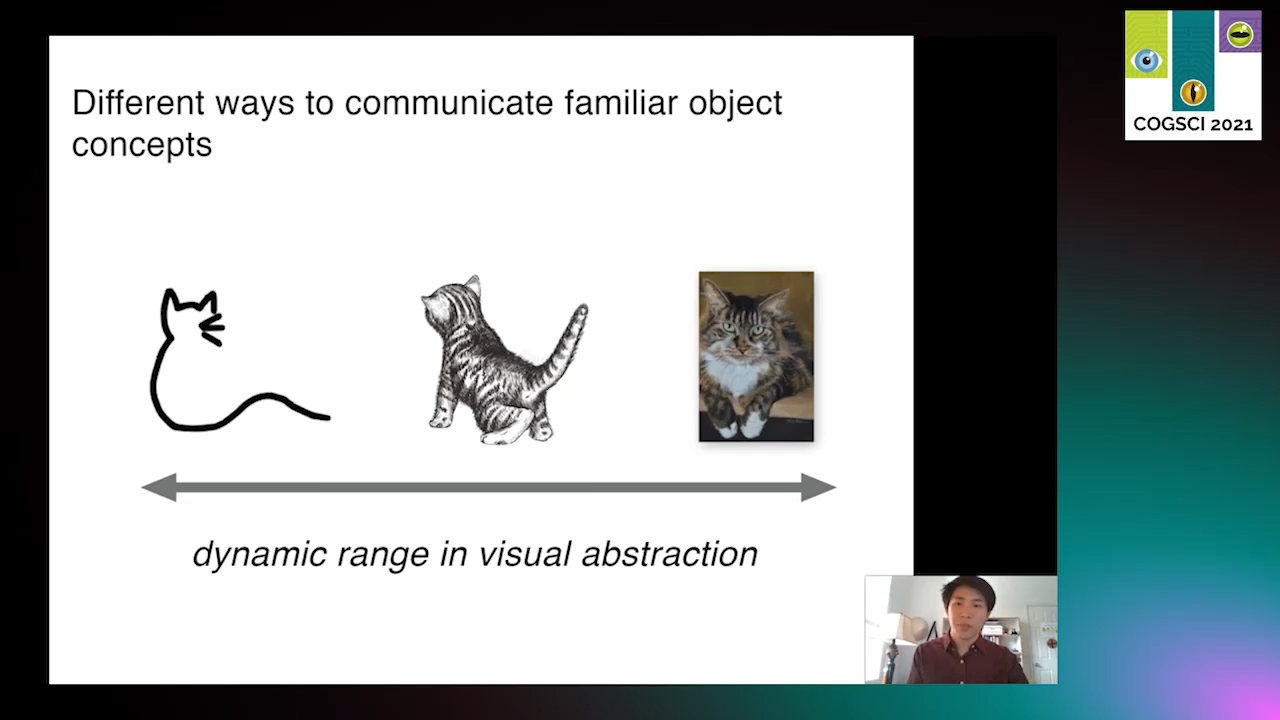 Different ways to communicate familiar object
concepts
dynamic range in visual abstraction
COGSCI 2021